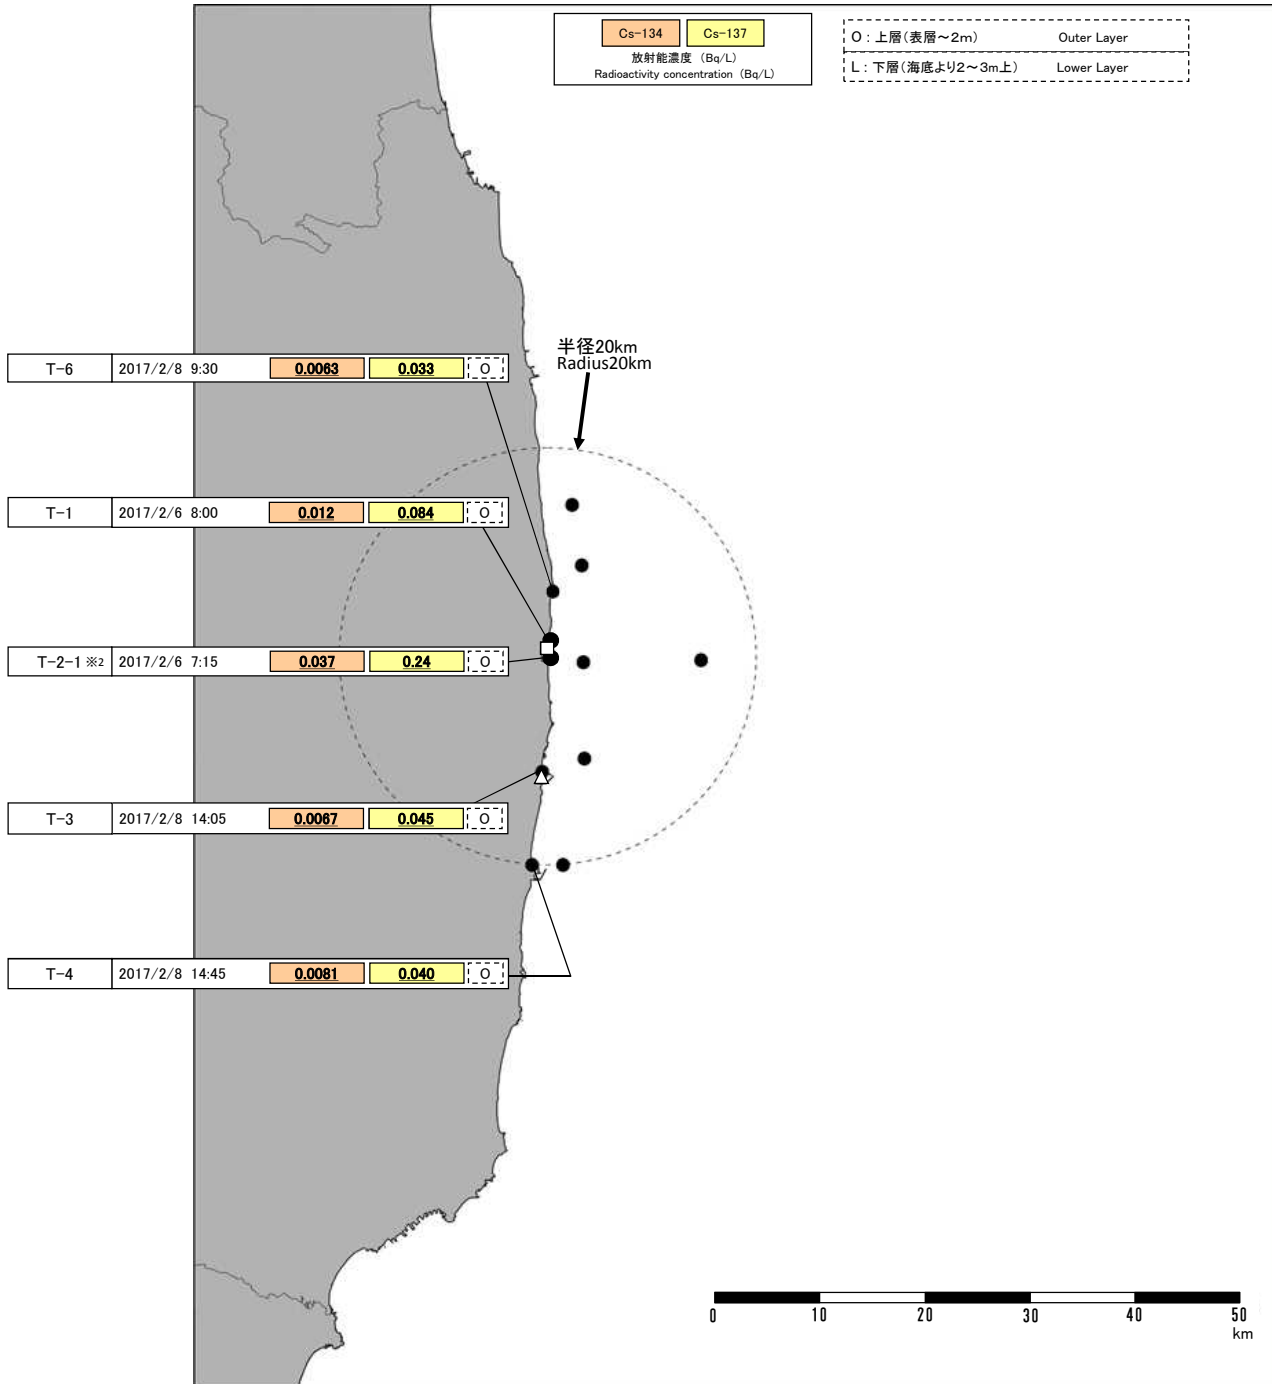 Cs-134 Cs-137
放射能濃度 (Bq/L)
Radioactivity concentration (Bq/L)
O : 上層(表層~2m) Outer Layer
L : 下層(海底より2~3m上) Lower Layer
半径20km
Radius20km
T-6 2017/2/8 9:30 0.0063 0.033 O
T-1 2017/2/6 8:00 0.012 0.084 O
T-2-1 ※2 2017/2/6 7:15 0.037 0.24 O
T-3 2017/2/8 14:05 0.0067 0.045 O
T-4 2017/2/8 14:45 0.0081 0.040 O
0 10 20 30 40 50
km